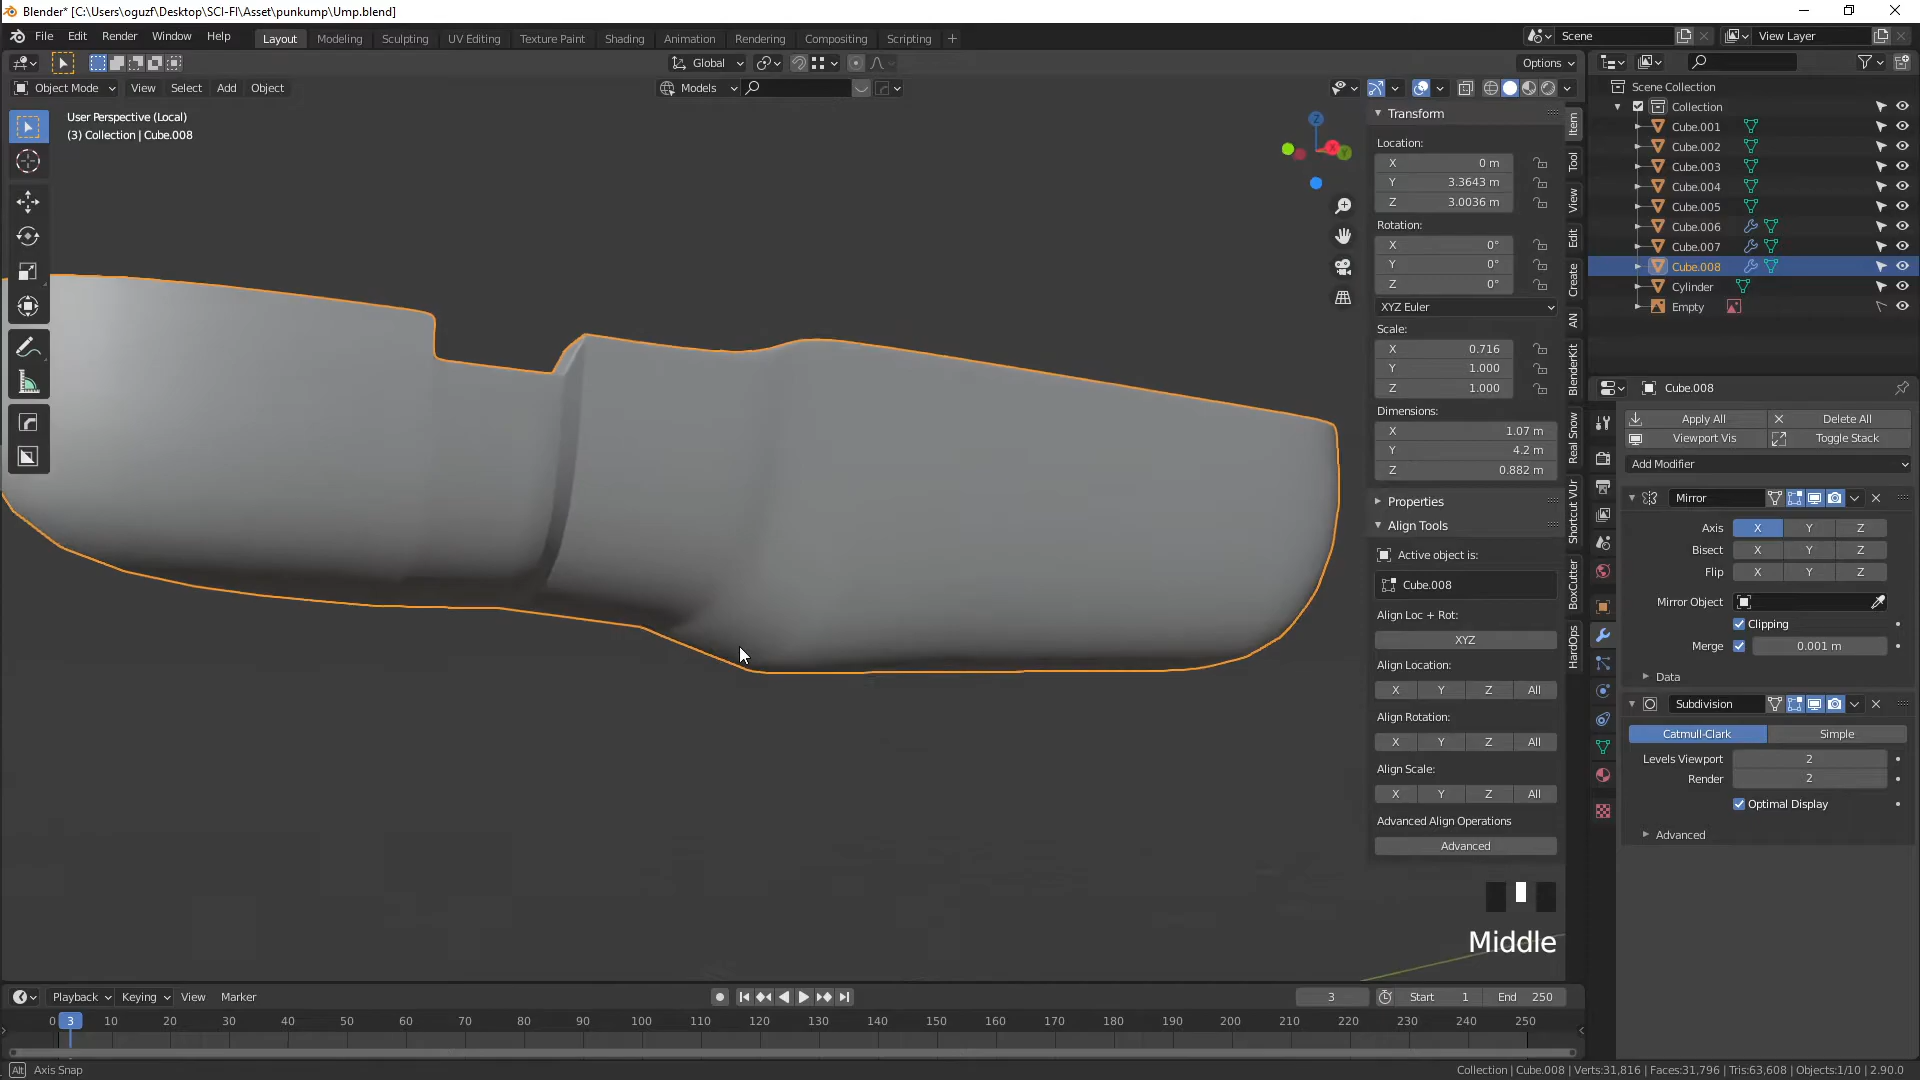 Blender* [C:\Users\oguzf\Desktop\SCI-FI\Asset\punkump\Ump.blend]
File Edit Render Window Help Layout Modeling Sculpting UV Editing Texture Paint Shading Animation Rendering Compositing Scripting + Scene View Layer
Global Options
Object Mode View Select Add Object Models
User Perspective (Local)
(3) Collection | Cube.008
Z
X
Y
Transform
Location:
X 0 m
Y 3.3643 m
Z 3.0036 m
Rotation:
X 0°
Y 0°
Z 0°
XYZ Euler
Scale:
X 0.716
Y 1.000
Z 1.000
Dimensions:
X 1.07 m
Y 4.2 m
Z 0.882 m
Properties
Align Tools
Active object is:
Cube.008
Align Loc + Rot:
XYZ
Align Location:
X Y Z All
Align Rotation:
X Y Z All
Align Scale:
X Y Z All
Advanced Align Operations
Advanced
Item
Tool
View
Edit
Create
AN
BlenderKit
Real Snow
Shortcut VUr
BoxCutter
HardOps
Scene Collection
Collection
Cube.001
Cube.002
Cube.003
Cube.004
Cube.005
Cube.006
Cube.007
Cube.008
Cylinder
Empty
Cube.008
Apply All Delete All
Viewport Vis Toggle Stack
Add Modifier
Mirror
Axis X Y Z
Bisect X Y Z
Flip X Y Z
Mirror Object
Clipping
Merge 0.001 m
Data
Subdivision
Catmull-Clark Simple
Levels Viewport 2
Render 2
Optimal Display
Advanced
Middle
Playback Keying View Marker 3 Start 1 End 250
0 3 10 20 30 40 50 60 70 80 90 100 110 120 130 140 150 160 170 180 190 200 210 220 230 240 250
Alt Axis Snap
Collection | Cube.008 | Verts:31,816 | Faces:31,796 | Tris:63,608 | Objects:1/10 | 2.90.0